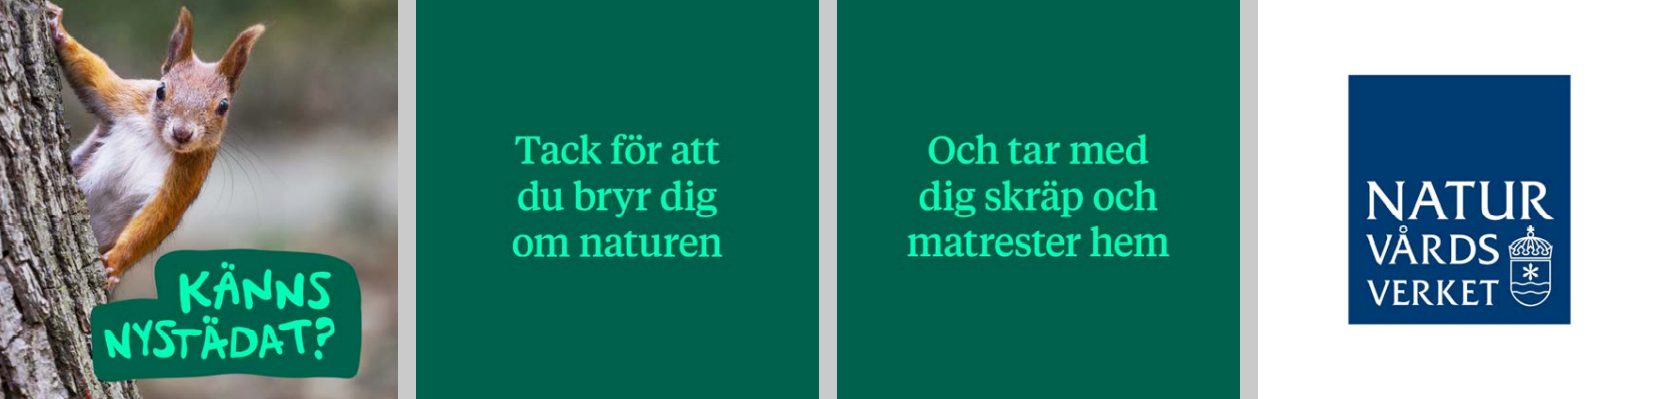 KÄNNS
NYSTÄDAT?
Tack för att
du bryr dig
om naturen
Och tar med
dig skräp och
matrester hem
NATUR
VÅRDS
VERKET